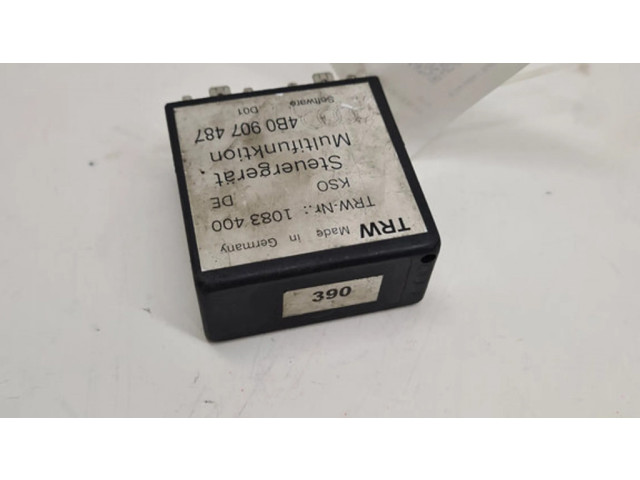 TRW Made in Germany
TRW-Nr.: 1083 400
KSO DE
Steuergerät
Multifunktion
4B0 907 487
Software D01
390